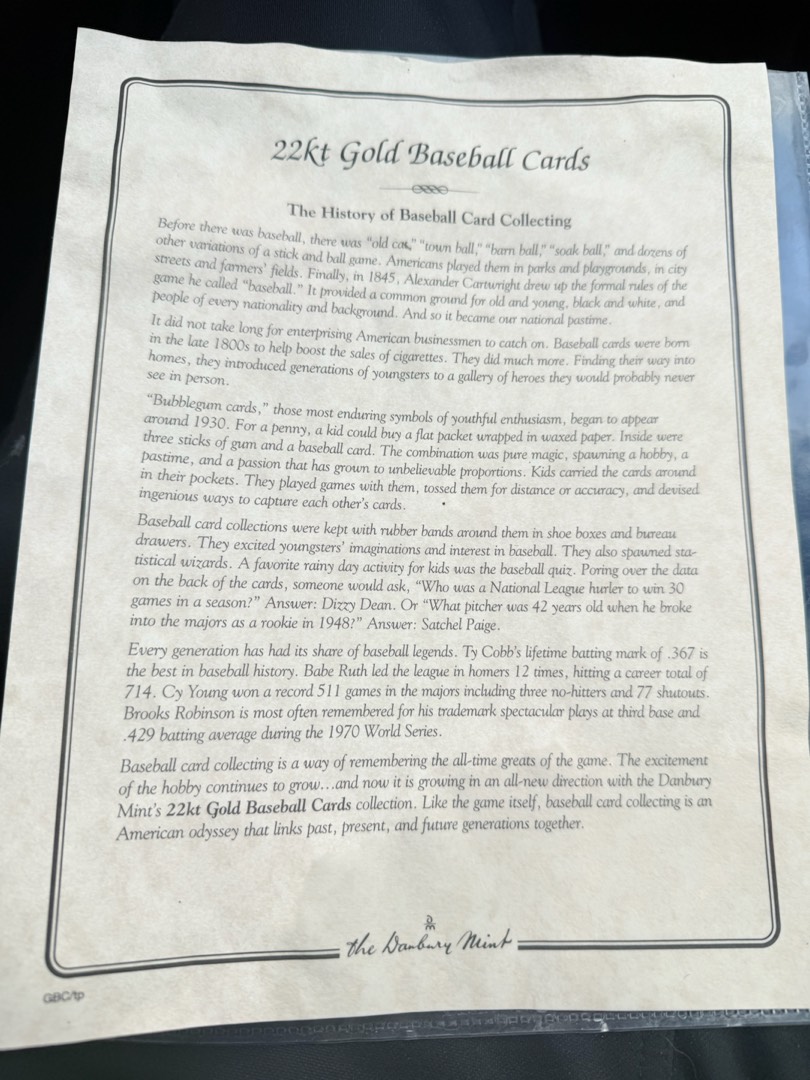 22kt Gold Baseball Cards
The History of Baseball Card Collecting
Before there was baseball, there was "old cat," "town ball," "barn ball," "soak ball," and dozens of
other variations of a stick and ball game. Americans played them in parks and playgrounds, in city
streets and farmers' fields. Finally, in 1845, Alexander Cartwright drew up the formal rules of the
game he called "baseball." It provided a common ground for old and young, black and white, and
people of every nationality and background. And so it became our national pastime.
It did not take long for enterprising American businessmen to catch on. Baseball cards were born
in the late 1800s to help boost the sales of cigarettes. They did much more. Finding their way into
homes, they introduced generations of youngsters to a gallery of heroes they would probably never
see in person.
"Bubblegum cards," those most enduring symbols of youthful enthusiasm, began to appear
around 1930. For a penny, a kid could buy a flat packet wrapped in waxed paper. Inside were
three sticks of gum and a baseball card. The combination was pure magic, spawning a hobby, a
pastime, and a passion that has grown to unbelievable proportions. Kids carried the cards around
in their pockets. They played games with them, tossed them for distance or accuracy, and devised
ingenious ways to capture each other's cards.
Baseball card collections were kept with rubber bands around them in shoe boxes and bureau
drawers. They excited youngsters' imaginations and interest in baseball. They also spawned sta-
tistical wizards. A favorite rainy day activity for kids was the baseball quiz. Poring over the data
on the back of the cards, someone would ask, "Who was a National League hurler to win 30
games in a season?" Answer: Dizzy Dean. Or "What pitcher was 42 years old when he broke
into the majors as a rookie in 1948?" Answer: Satchel Paige.
Every generation has had its share of baseball legends. Ty Cobb's lifetime batting mark of .367 is
the best in baseball history. Babe Ruth led the league in homers 12 times, hitting a career total of
714. Cy Young won a record 511 games in the majors including three no-hitters and 77 shutouts.
Brooks Robinson is most often remembered for his trademark spectacular plays at third base and
.429 batting average during the 1970 World Series.
Baseball card collecting is a way of remembering the all-time greats of the game. The excitement
of the hobby continues to grow...and now it is growing in an all-new direction with the Danbury
Mint's 22kt Gold Baseball Cards collection. Like the game itself, baseball card collecting is an
American odyssey that links past, present, and future generations together.
the Danbury Mint
GBC/tp